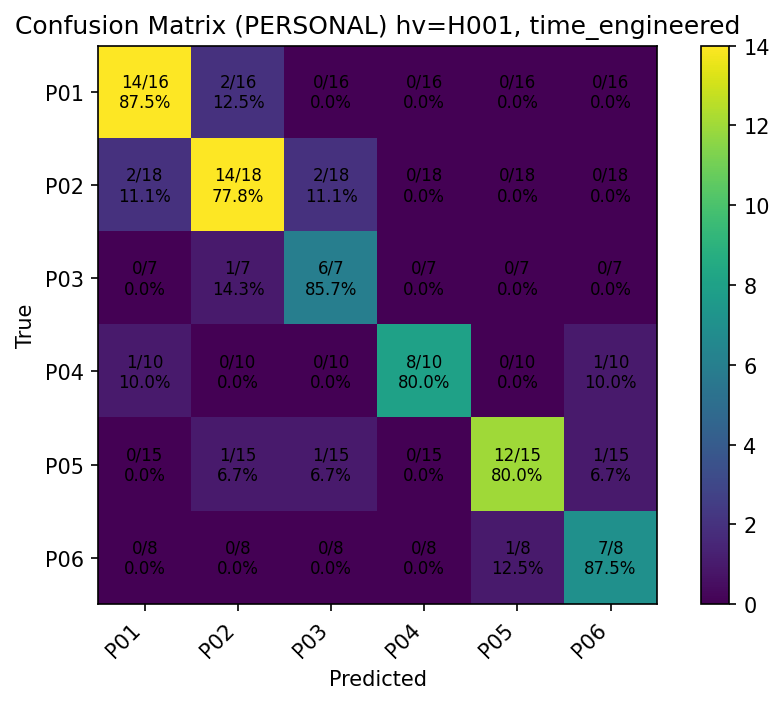 Confusion Matrix (PERSONAL) hv=H001, time_engineered
P01
14/16 2/16 0/16 0/16 0/16 0/16
87.5% 12.5% 0.0% 0.0% 0.0% 0.0%
P02
2/18 14/18 2/18 0/18 0/18 0/18
11.1% 77.8% 11.1% 0.0% 0.0% 0.0%
P03
0/7 1/7 6/7 0/7 0/7 0/7
0.0% 14.3% 85.7% 0.0% 0.0% 0.0%
P04
1/10 0/10 0/10 8/10 0/10 1/10
10.0% 0.0% 0.0% 80.0% 0.0% 10.0%
P05
0/15 1/15 1/15 0/15 12/15 1/15
0.0% 6.7% 6.7% 0.0% 80.0% 6.7%
P06
0/8 0/8 0/8 0/8 1/8 7/8
0.0% 0.0% 0.0% 0.0% 12.5% 87.5%
True
P01 P02 P03 P04 P05 P06
Predicted
14
12
10
8
6
4
2
0